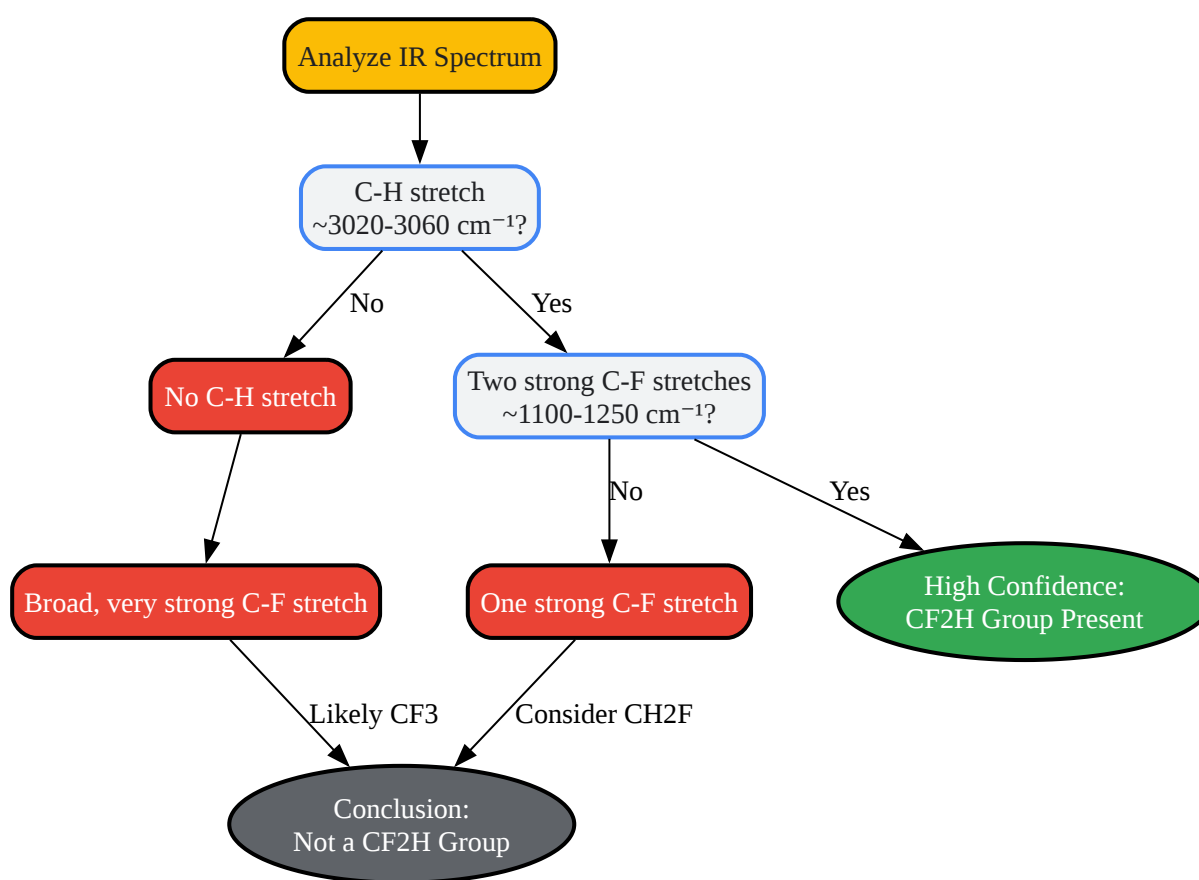 Analyze IR Spectrum
C-H stretch
~3020-3060 cm⁻¹?
No
Yes
No C-H stretch
Two strong C-F stretches
~1100-1250 cm⁻¹?
No
Yes
Broad, very strong C-F stretch
One strong C-F stretch
High Confidence:
CF2H Group Present
Likely CF3
Consider CH2F
Conclusion:
Not a CF2H Group